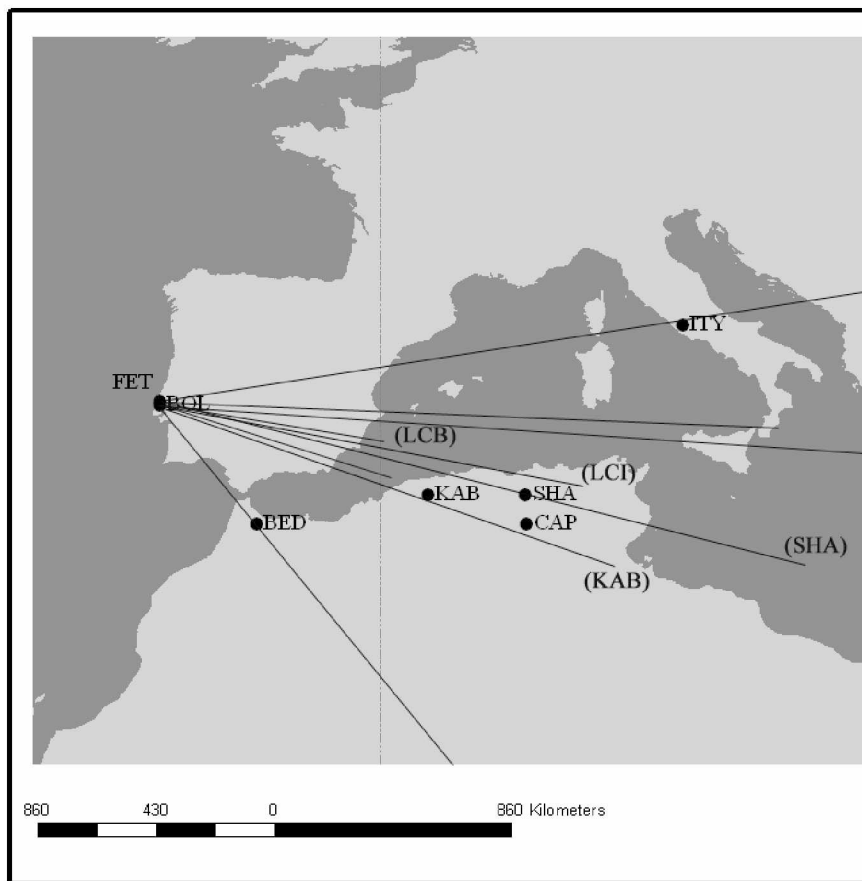 ITY
FET
BOL
(LCB)
(LCI)
KAB
SHA
BED
CAP
(SHA)
(KAB)
860 430 0 860 Kilometers